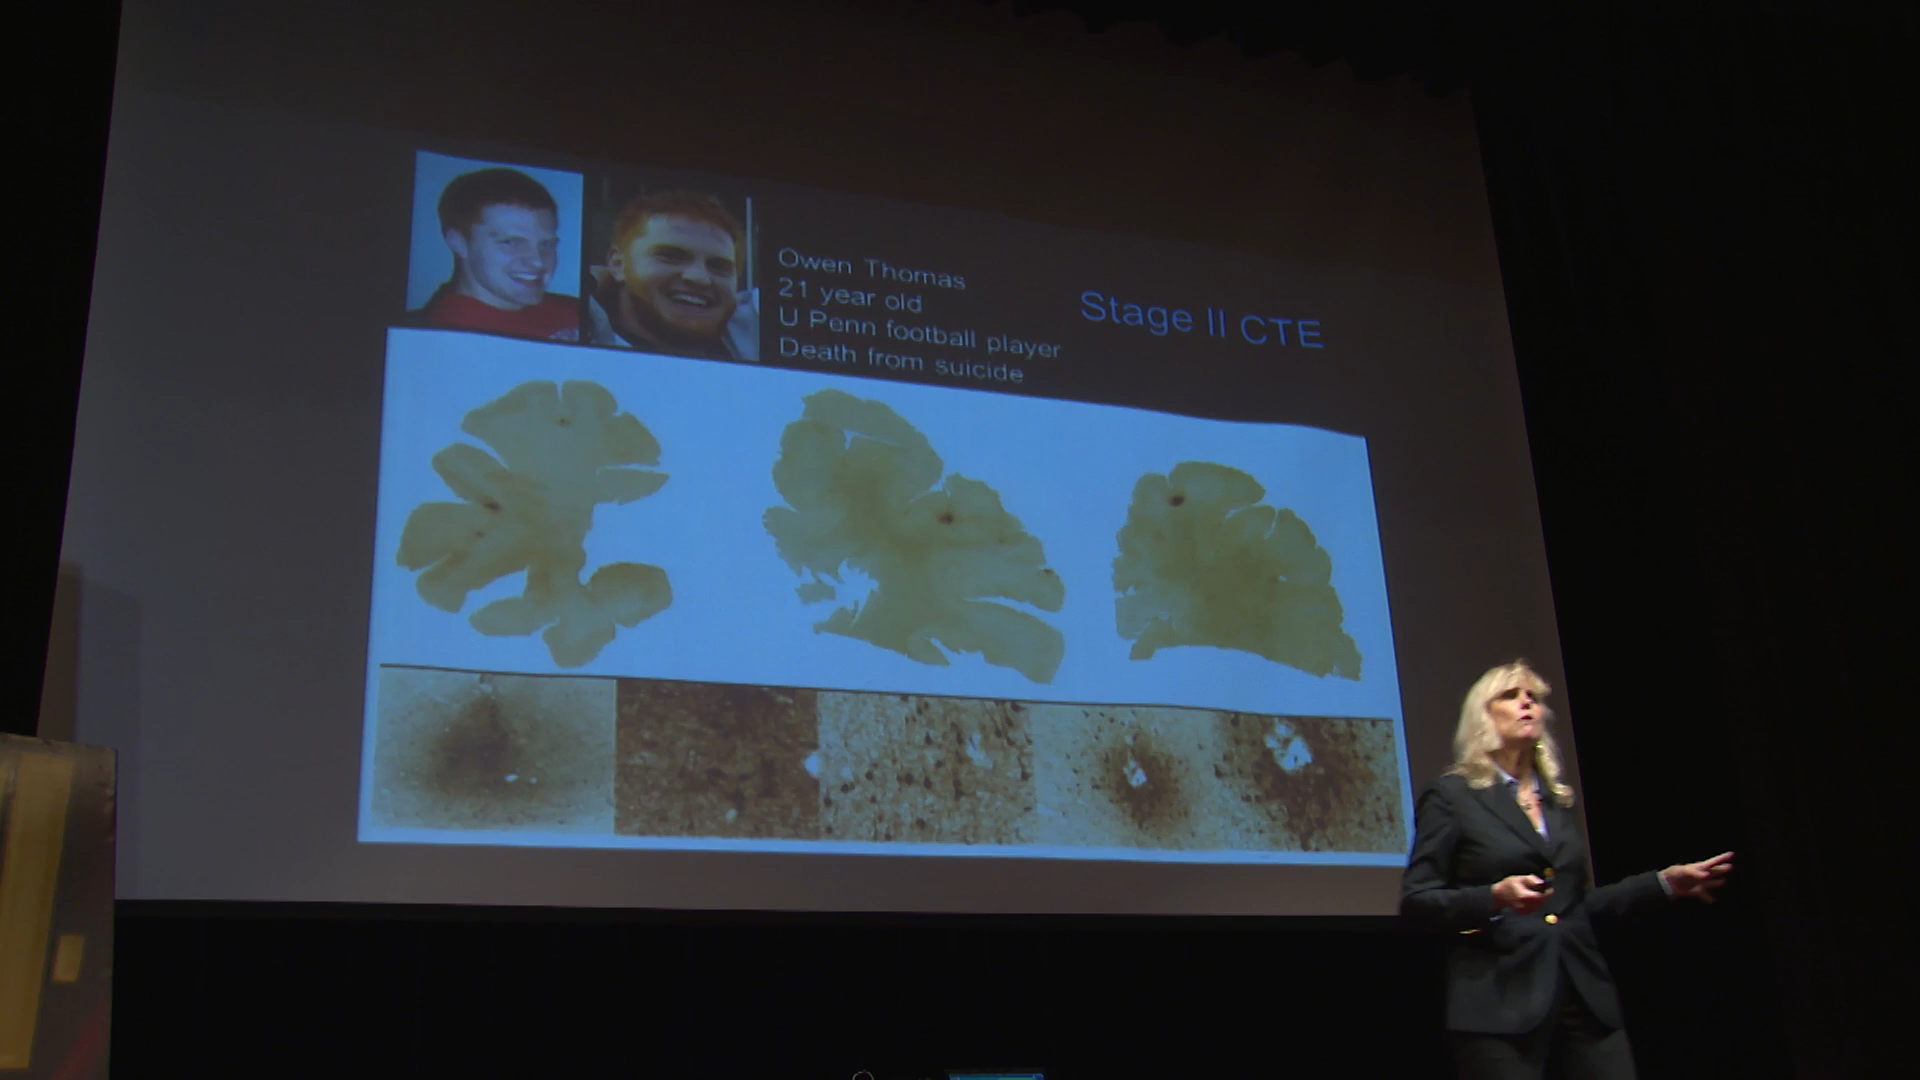 Owen Thomas
21 year old
U Penn football player
Death from suicide
Stage II CTE